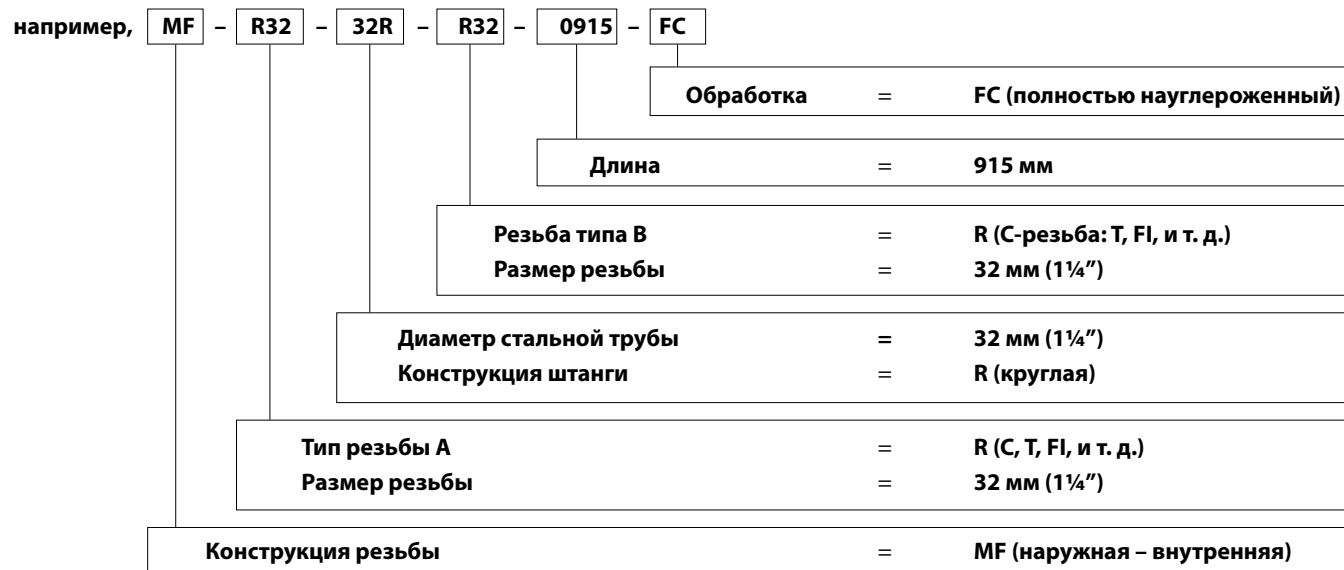 например, MF – R32 – 32R – R32 – 0915 – FC
Обработка = FC (полностью науглероженный)
Длина = 915 мм
Резьба типа B = R (C-резьба: T, FI, и т. д.)
Размер резьбы = 32 мм (1¼″)
Диаметр стальной трубы = 32 мм (1¼″)
Конструкция штанги = R (круглая)
Тип резьбы A = R (C, T, FI, и т. д.)
Размер резьбы = 32 мм (1¼″)
Конструкция резьбы = MF (наружная – внутренняя)